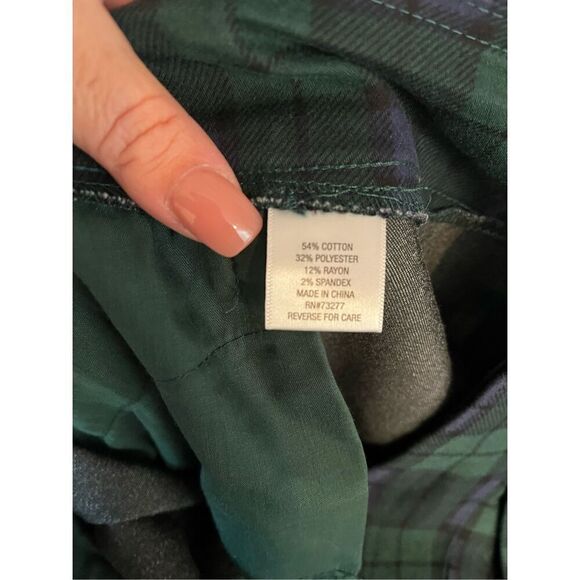 54% COTTON
32% POLYESTER
12% RAYON
2% SPANDEX
MADE IN CHINA
RN#73277
REVERSE FOR CARE